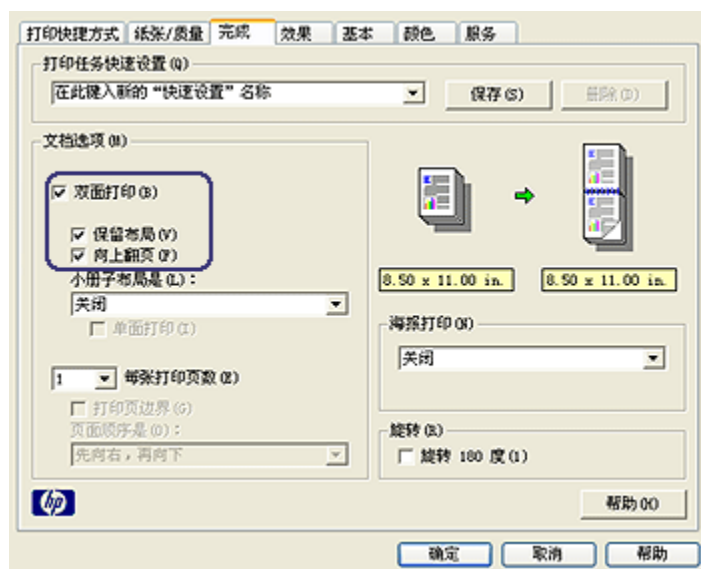 打印快捷方式 纸张/质量 完成 效果 基本 颜色 服务
打印任务快速设置(Q)
在此键入新的“快速设置”名称 保存(S) 删除(D)
文档选项(M)
双面打印(B)
保留布局(V)
向上翻页(P)
小册子布局是(L)：
关闭
单面打印(I)
1 每张打印页数(Z)
打印页边界(G)
页面顺序是(O)：
先向右，再向下
8.50 x 11.00 in. 8.50 x 11.00 in.
海报打印(N)
关闭
旋转(R)
旋转 180 度(1)
hp 帮助(K)
确定 取消 帮助